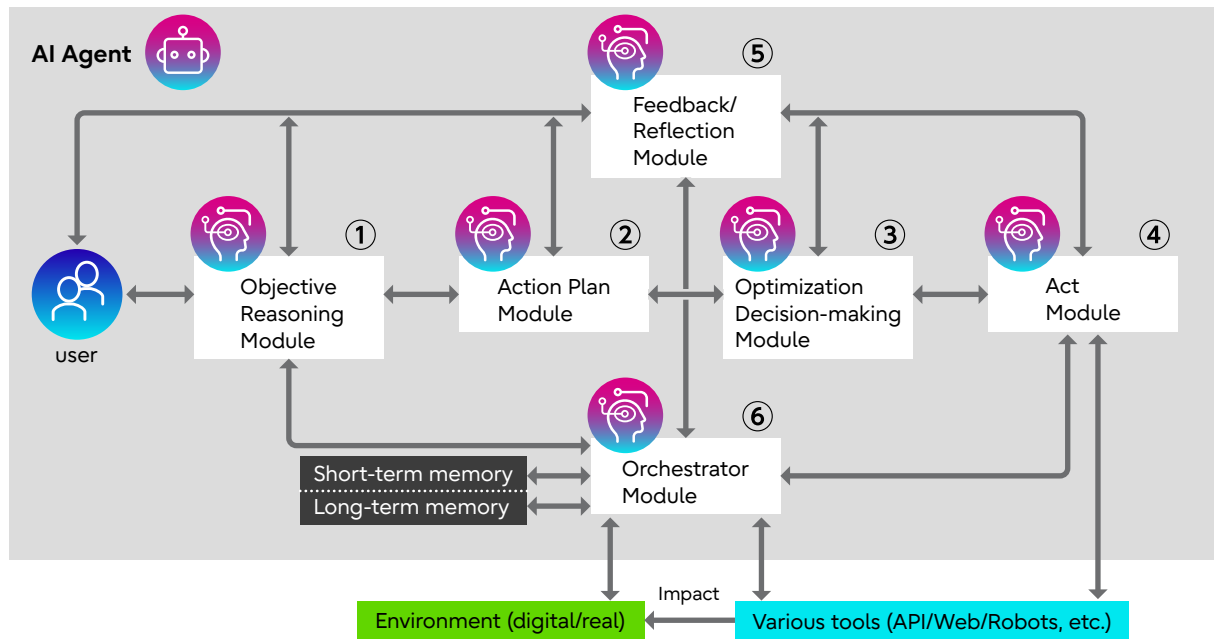 AI Agent
⑤
Feedback/
Reflection
Module
①
Objective
Reasoning
Module
②
Action Plan
Module
③
Optimization
Decision-making
Module
④
Act
Module
user
⑥
Orchestrator
Module
Short-term memory
Long-term memory
Impact
Environment (digital/real)
Various tools (API/Web/Robots, etc.)